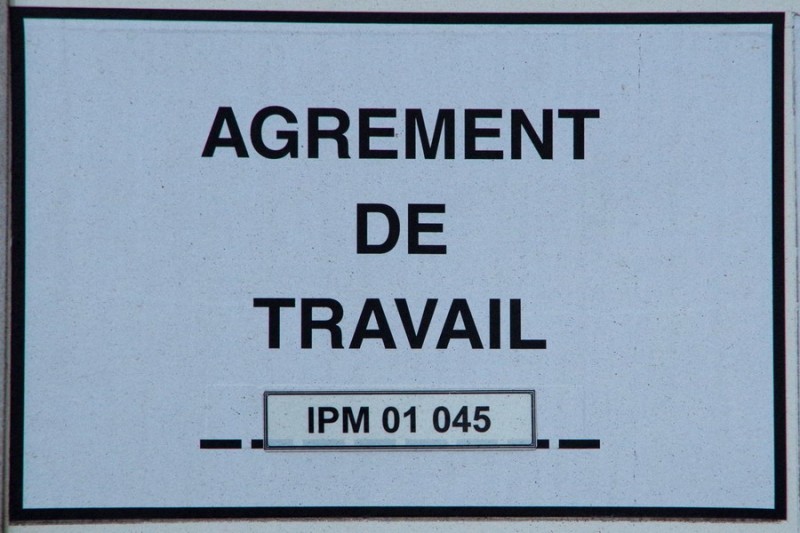 AGREMENT
DE
TRAVAIL
IPM 01 045